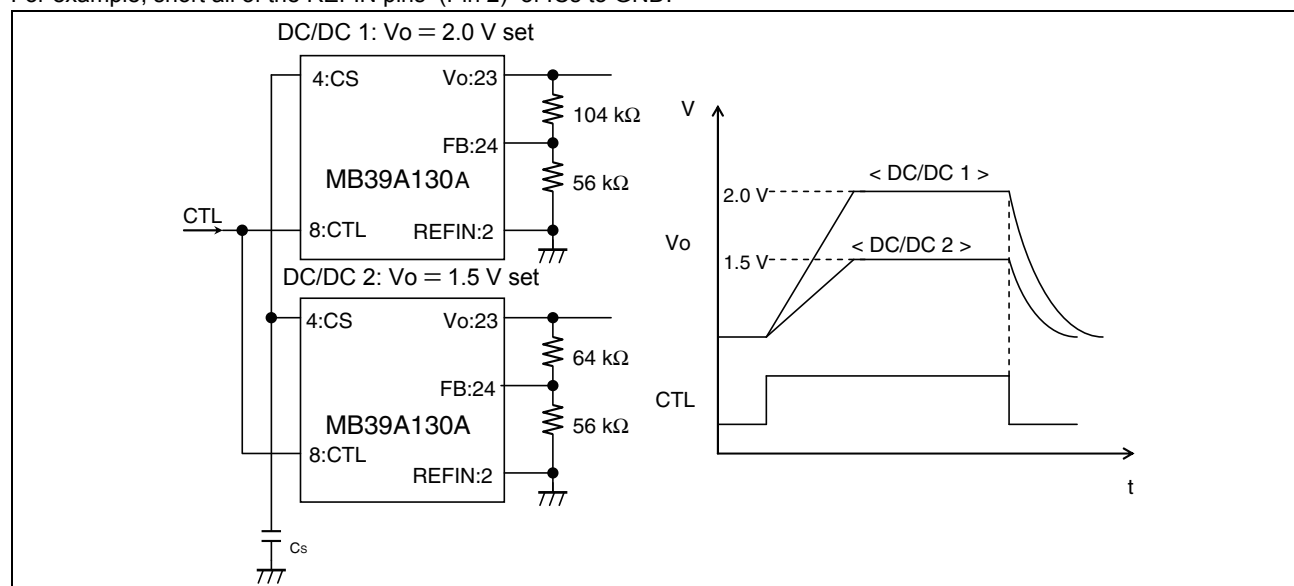 For example, short all of the REFIN pins (Pin 2) of ICs to GND.
DC/DC 1: Vo = 2.0 V set
4:CS
Vo:23
104 kΩ
FB:24
MB39A130A
56 kΩ
CTL
8:CTL
REFIN:2
DC/DC 2: Vo = 1.5 V set
4:CS
Vo:23
64 kΩ
FB:24
MB39A130A
56 kΩ
8:CTL
REFIN:2
Cs
V
< DC/DC 1 >
2.0 V
Vo
< DC/DC 2 >
1.5 V
CTL
t